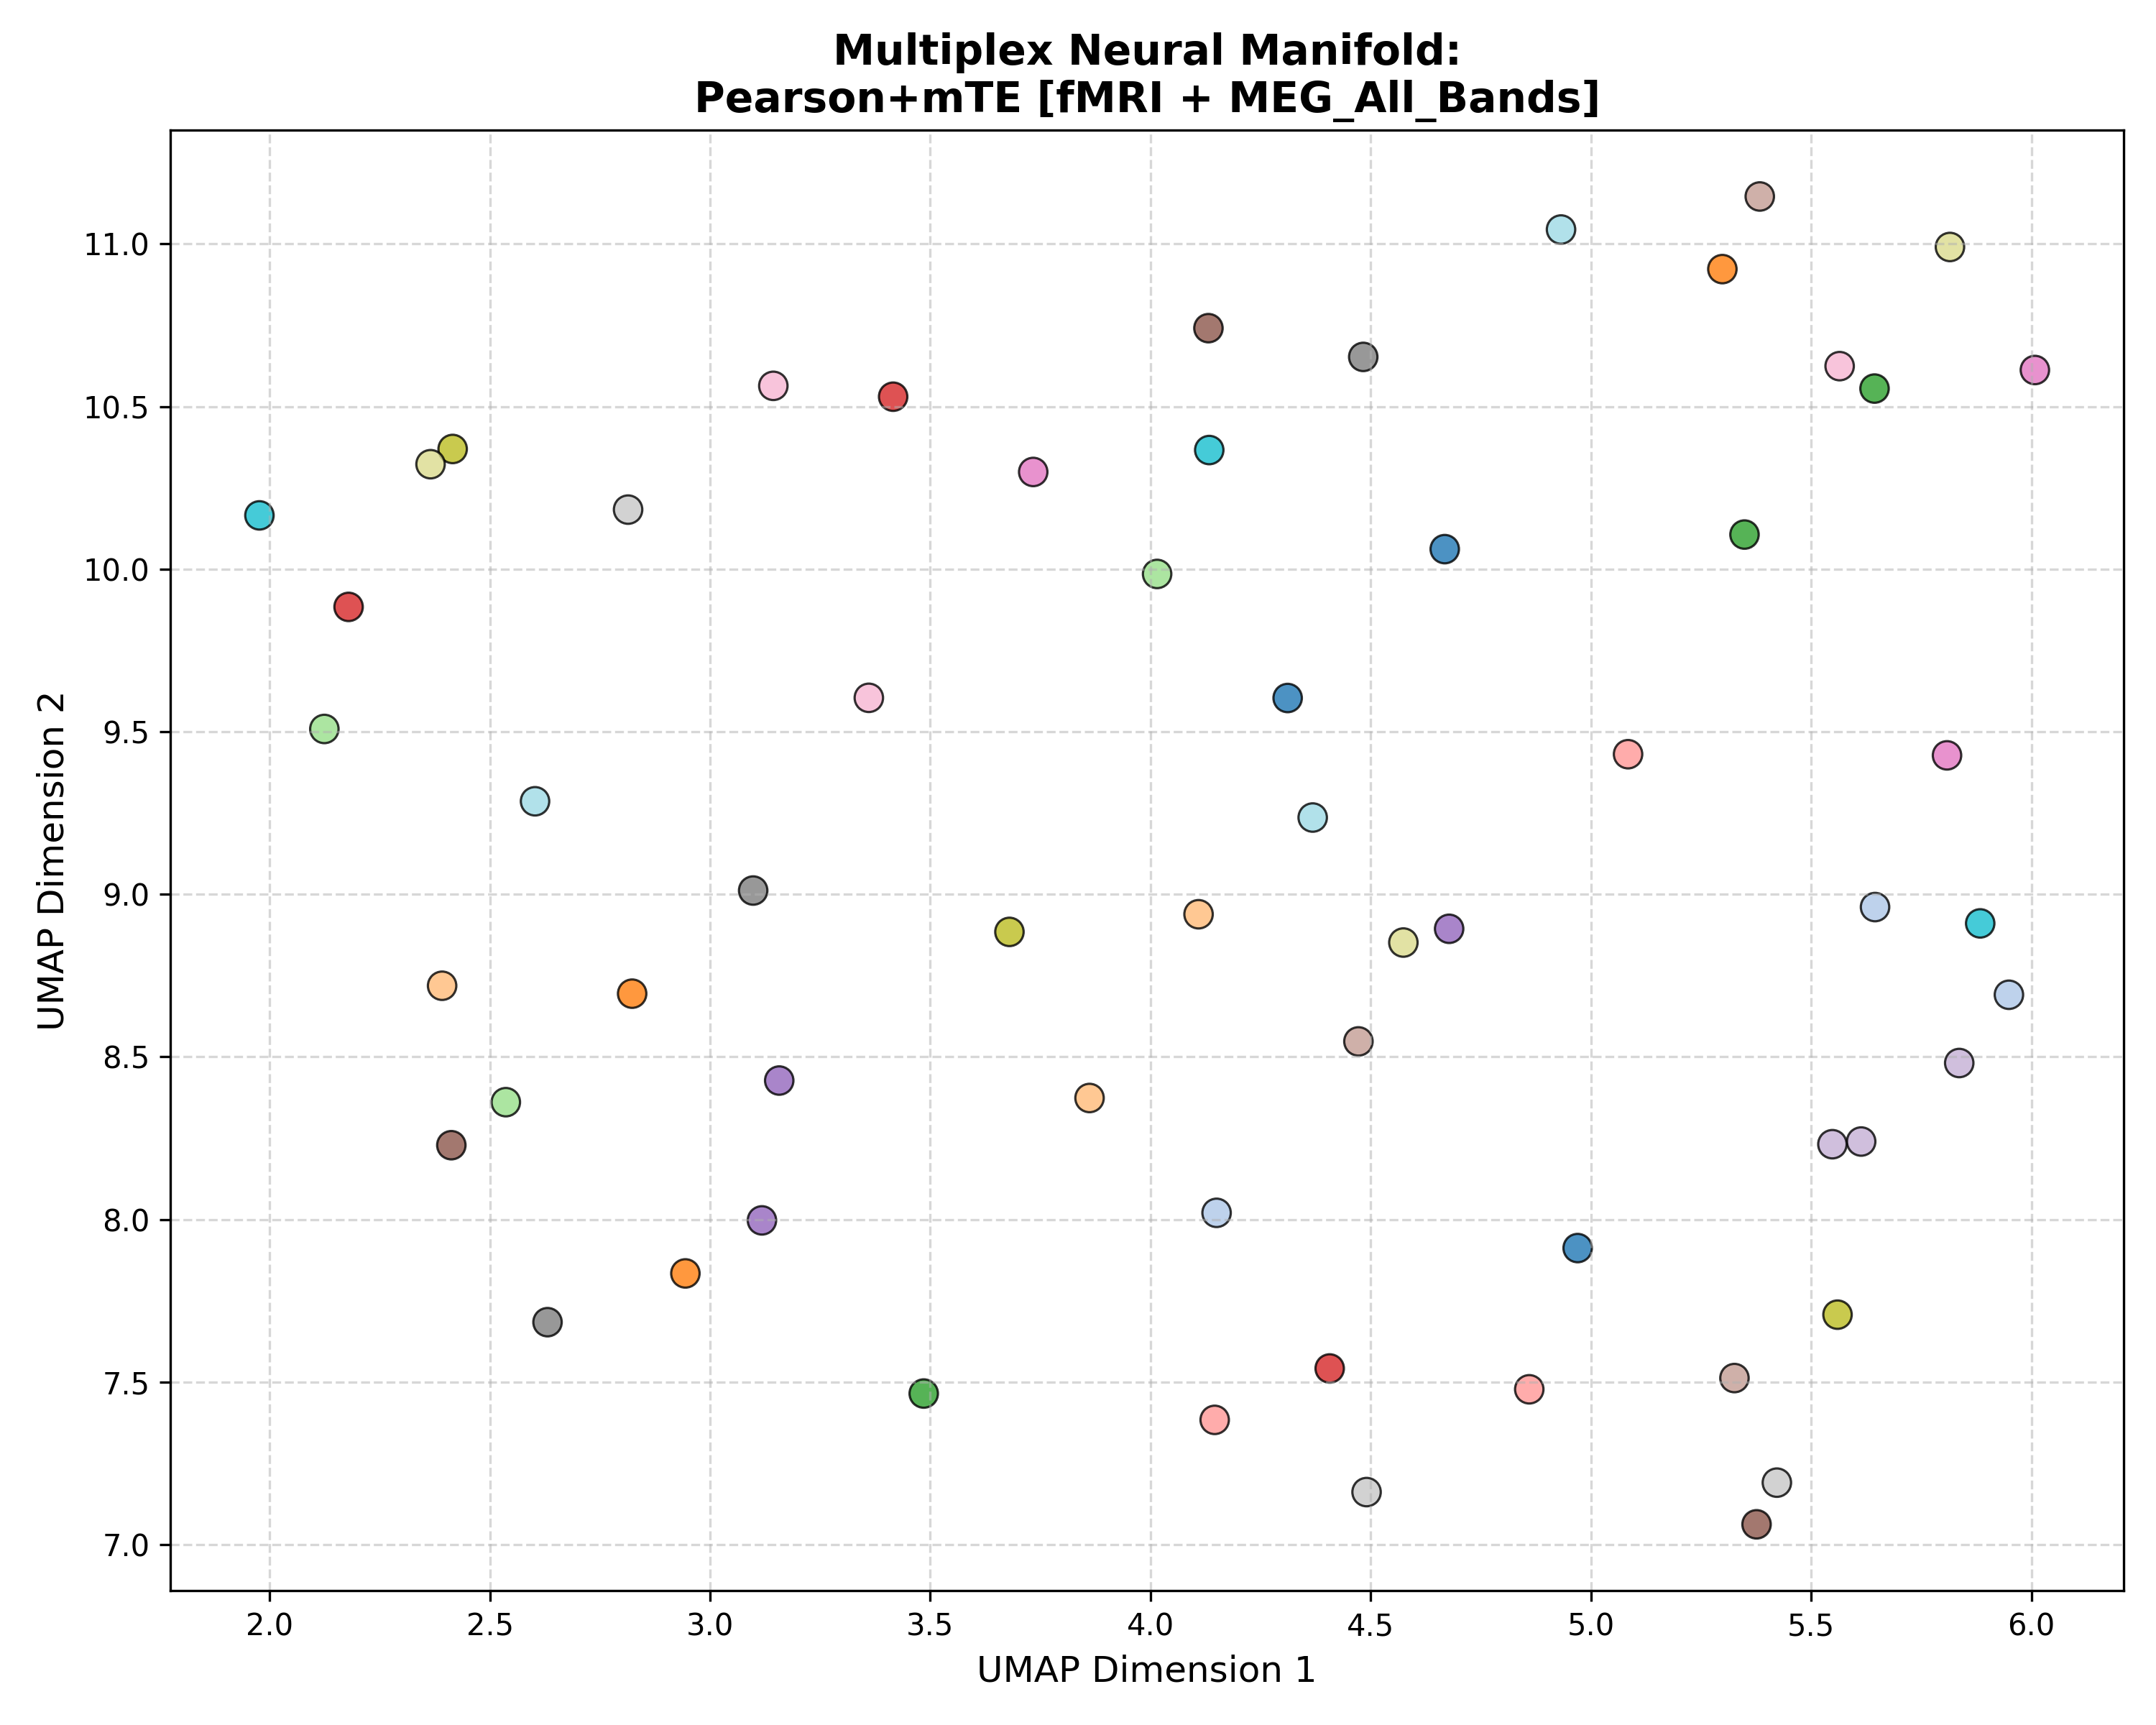 Multiplex Neural Manifold:
Pearson+mTE [fMRI + MEG_All_Bands]
UMAP Dimension 2
11.0
10.5
10.0
9.5
9.0
8.5
8.0
7.5
7.0
2.0 2.5 3.0 3.5 4.0 4.5 5.0 5.5 6.0
UMAP Dimension 1